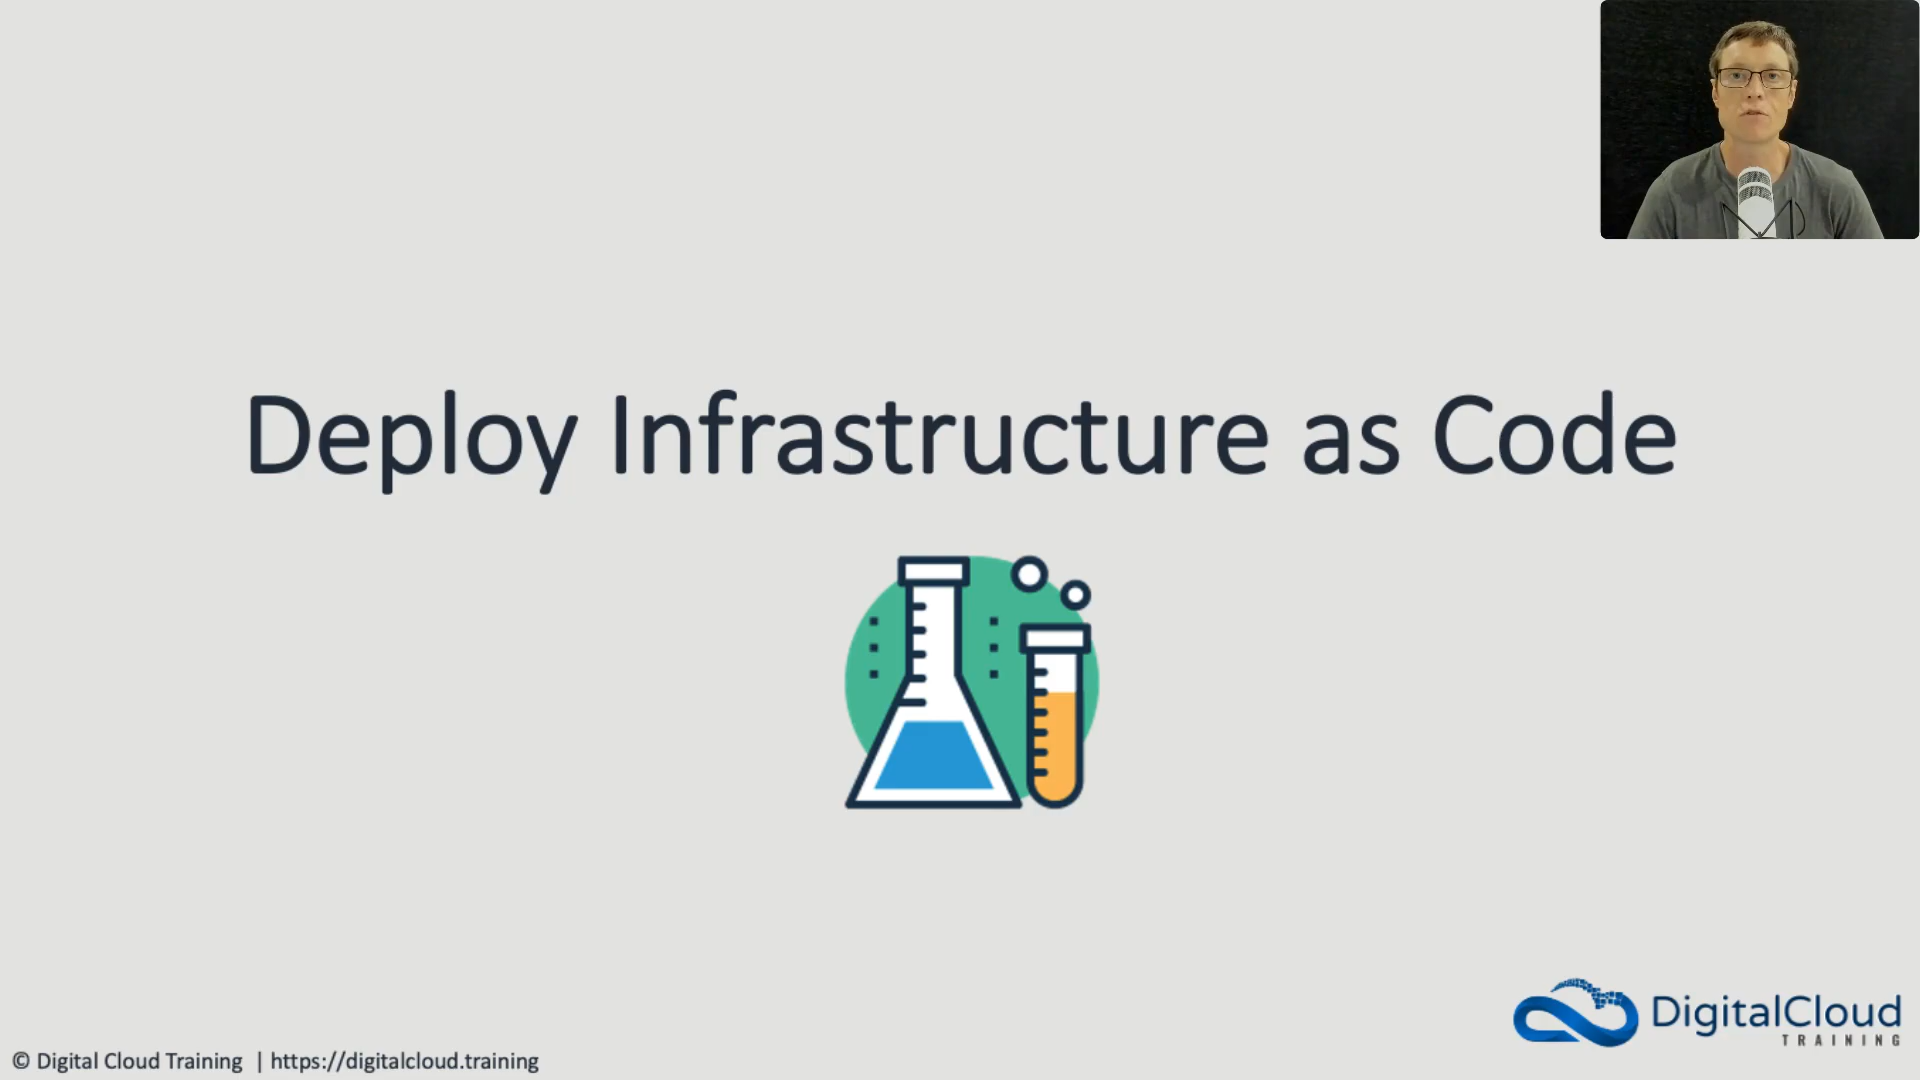 Deploy Infrastructure as Code
DigitalCloud
TRAINING
© Digital Cloud Training | https://digitalcloud.training